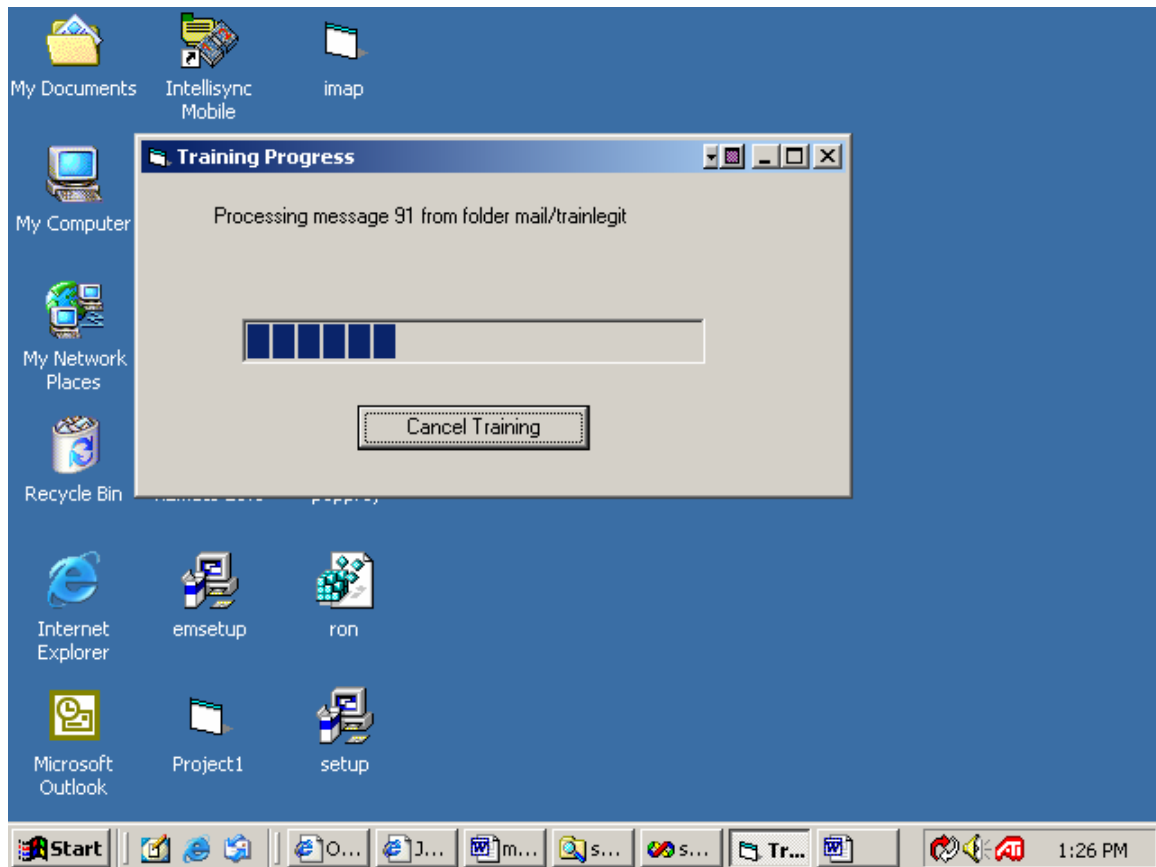 My Documents
Intellisync
Mobile
imap
Training Progress
My Computer
Processing message 91 from folder mail/trainlegit
My Network
Places
Cancel Training
Recycle Bin
Internet
Explorer
emsetup
ron
Microsoft
Outlook
Project1
setup
Start
O...
J...
m...
s...
s...
Tr...
1:26 PM